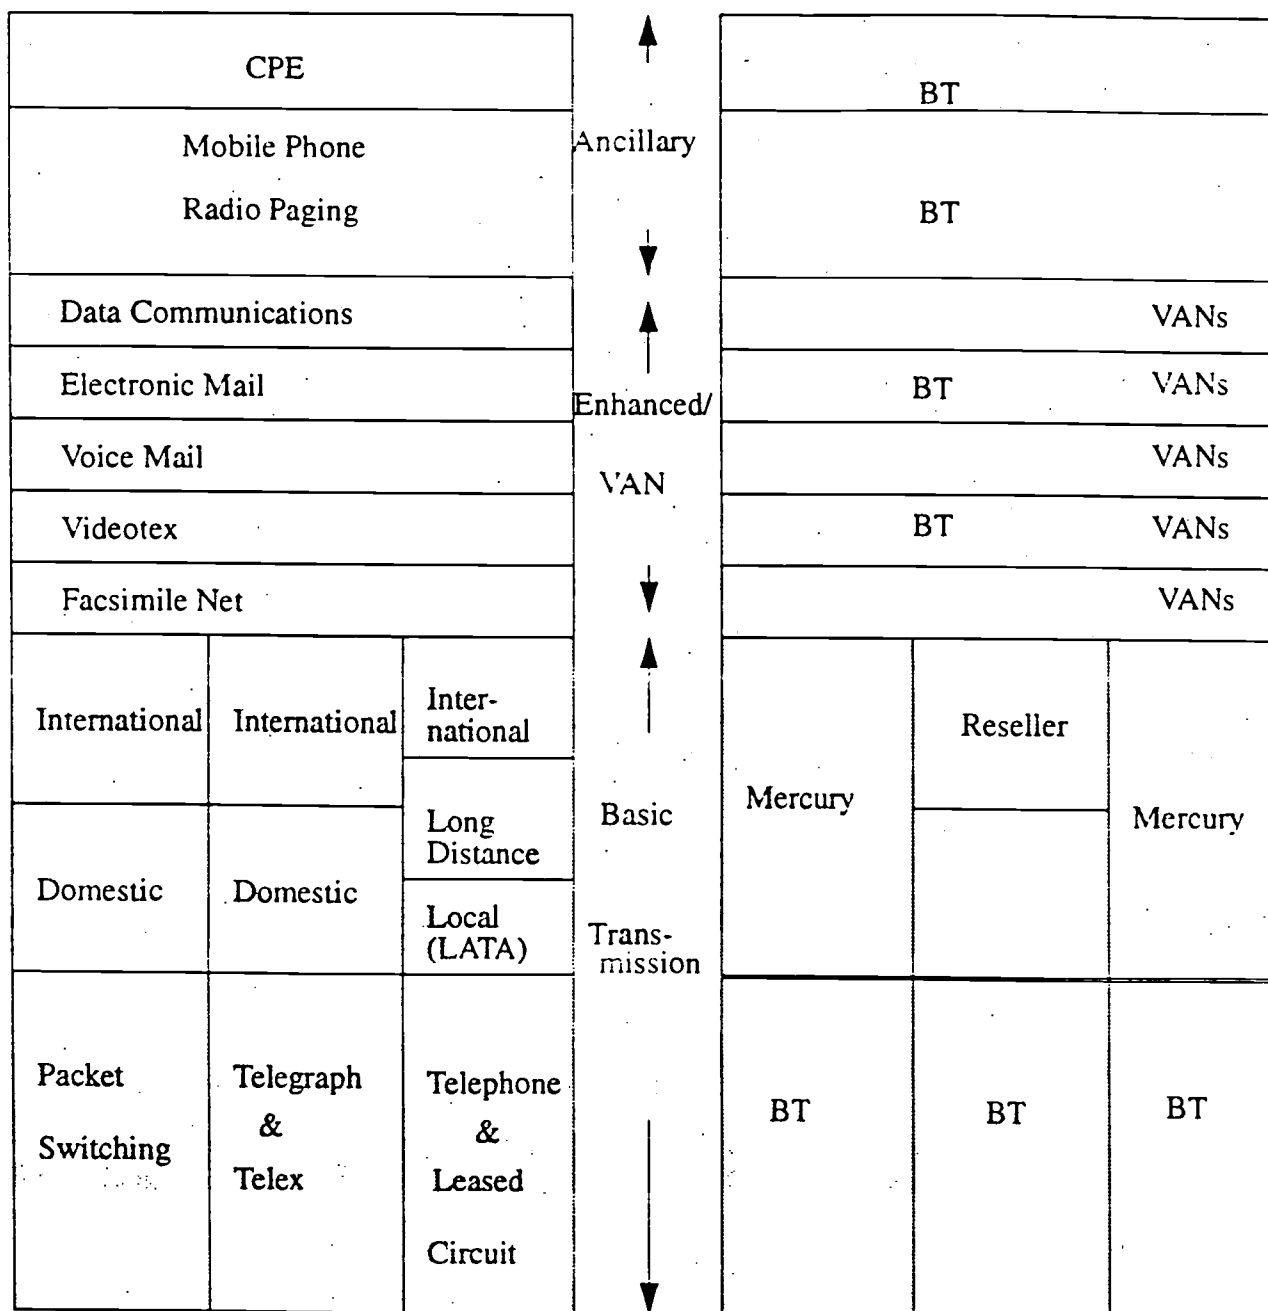 CPE
Mobile Phone
Radio Paging
Data Communications
Electronic Mail
Voice Mail
Videotex
Facsimile Net
International
International
Inter-
national
Long
Distance
Domestic
Domestic
Local
(LATA)
Packet
Switching
Telegraph
&
Telex
Telephone
&
Leased
Circuit
Ancillary
Enhanced/
VAN
Basic
Trans-
mission
BT
BT
VANs
BT VANs
VANs
BT VANs
VANs
Mercury
Reseller
Mercury
BT
BT
BT